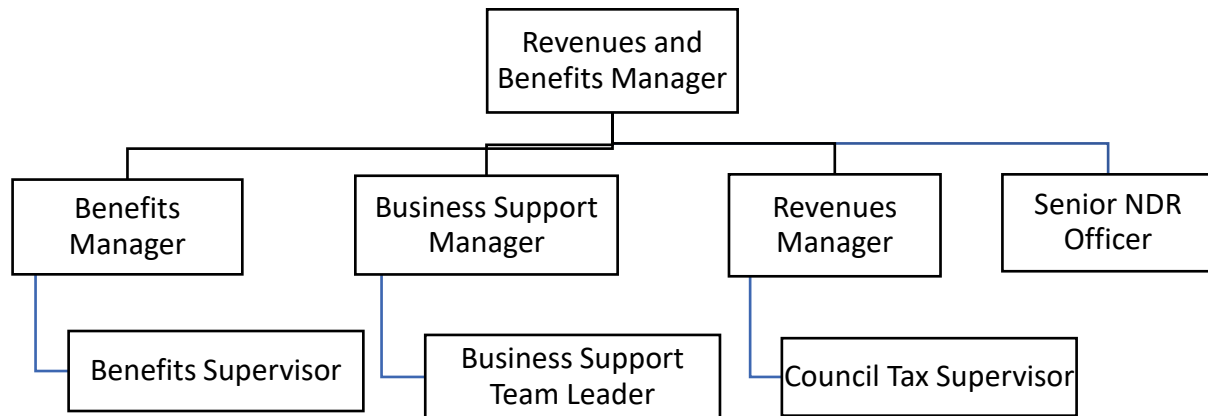 Revenues and
Benefits Manager
Benefits
Manager
Business Support
Manager
Revenues
Manager
Senior NDR
Officer
Benefits Supervisor
Business Support
Team Leader
Council Tax Supervisor